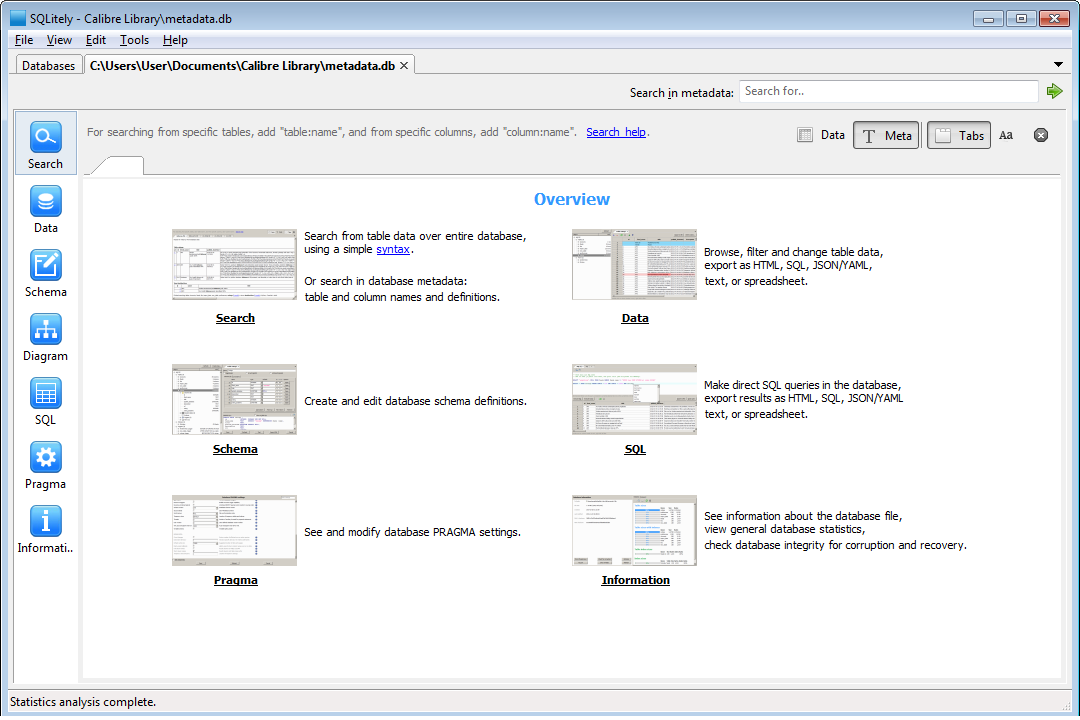 SQLitely - Calibre Library\metadata.db
File View Edit Tools Help
Databases C:\Users\User\Documents\Calibre Library\metadata.db
Search in metadata: Search for..
For searching from specific tables, add "table:name", and from specific columns, add "column:name". Search help.
Data Meta Tabs Aa
Search
Data
Schema
Diagram
SQL
Pragma
Informati..
Overview
Search from table data over entire database,
using a simple syntax.
Or search in database metadata:
table and column names and definitions.
Search
Browse, filter and change table data,
export as HTML, SQL, JSON/YAML,
text, or spreadsheet.
Data
Create and edit database schema definitions.
Schema
Make direct SQL queries in the database,
export results as HTML, SQL, JSON/YAML
text, or spreadsheet.
SQL
See and modify database PRAGMA settings.
Pragma
See information about the database file,
view general database statistics,
check database integrity for corruption and recovery.
Information
Statistics analysis complete.